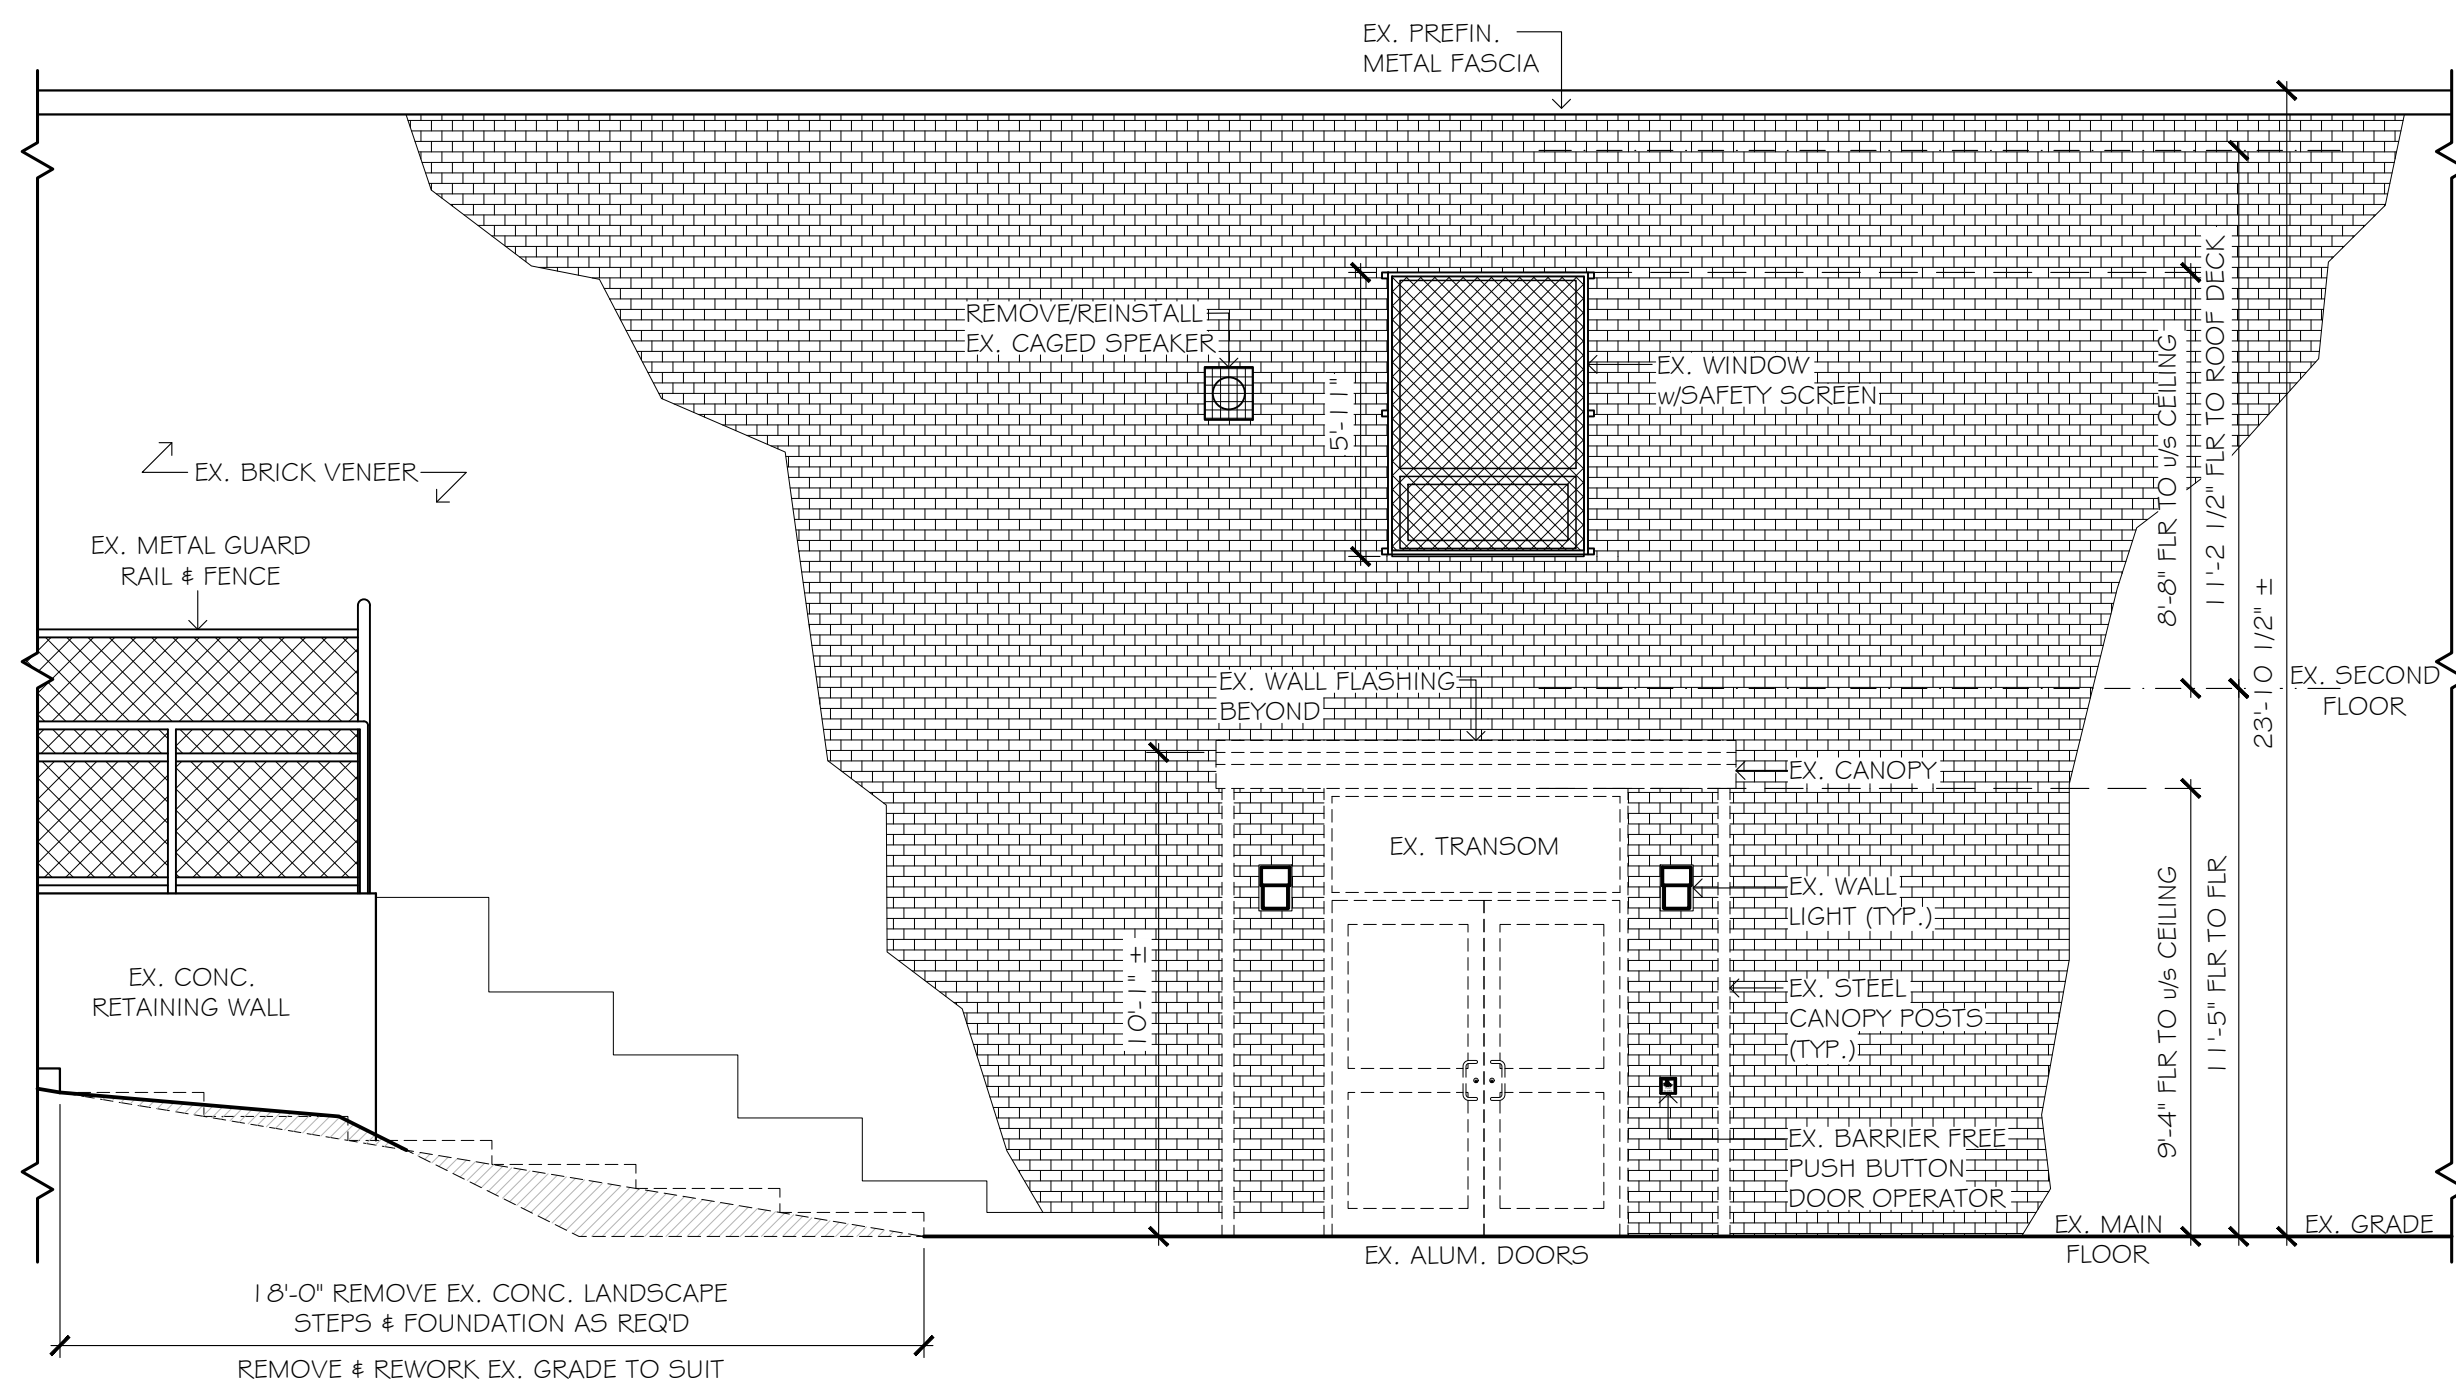 EX. PREFIN.
METAL FASCIA
REMOVE/REINSTALL
EX. CAGED SPEAKER
5'-11"
EX. WINDOW
w/SAFETY SCREEN
8'-8" FLR TO u/s CEILING
11'-2 1/2" FLR TO ROOF DECK
23'-10 1/2" ±
EX. BRICK VENEER
EX. METAL GUARD
RAIL & FENCE
EX. WALL FLASHING
BEYOND
EX. SECOND
FLOOR
EX. CANOPY
EX. TRANSOM
EX. WALL
LIGHT (TYP.)
10'-1" ±
9'-4" FLR TO u/s CEILING
11'-5" FLR TO FLR
EX. CONC.
RETAINING WALL
EX. STEEL
CANOPY POSTS
(TYP.)
EX. BARRIER FREE
PUSH BUTTON
DOOR OPERATOR
EX. MAIN
FLOOR
EX. GRADE
EX. ALUM. DOORS
18'-0" REMOVE EX. CONC. LANDSCAPE
STEPS & FOUNDATION AS REQ'D
REMOVE & REWORK EX. GRADE TO SUIT